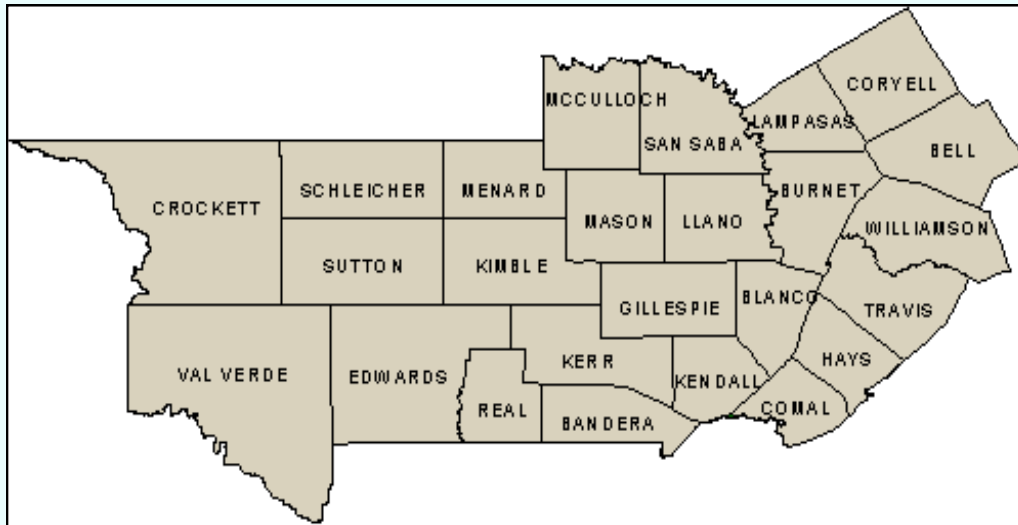 CORYELL
MCCULLOCH
LAMPASAS
SAN SABA
BELL
SCHLEICHER
MENARD
BURNET
CROCKETT
MASON
LLANO
WILLIAMSON
SUTTON
KIMBLE
BLANCO
GILLESPIE
TRAVIS
KERR
HAYS
VAL VERDE
EDWARDS
KENDALL
REAL
COMAL
BANDERA